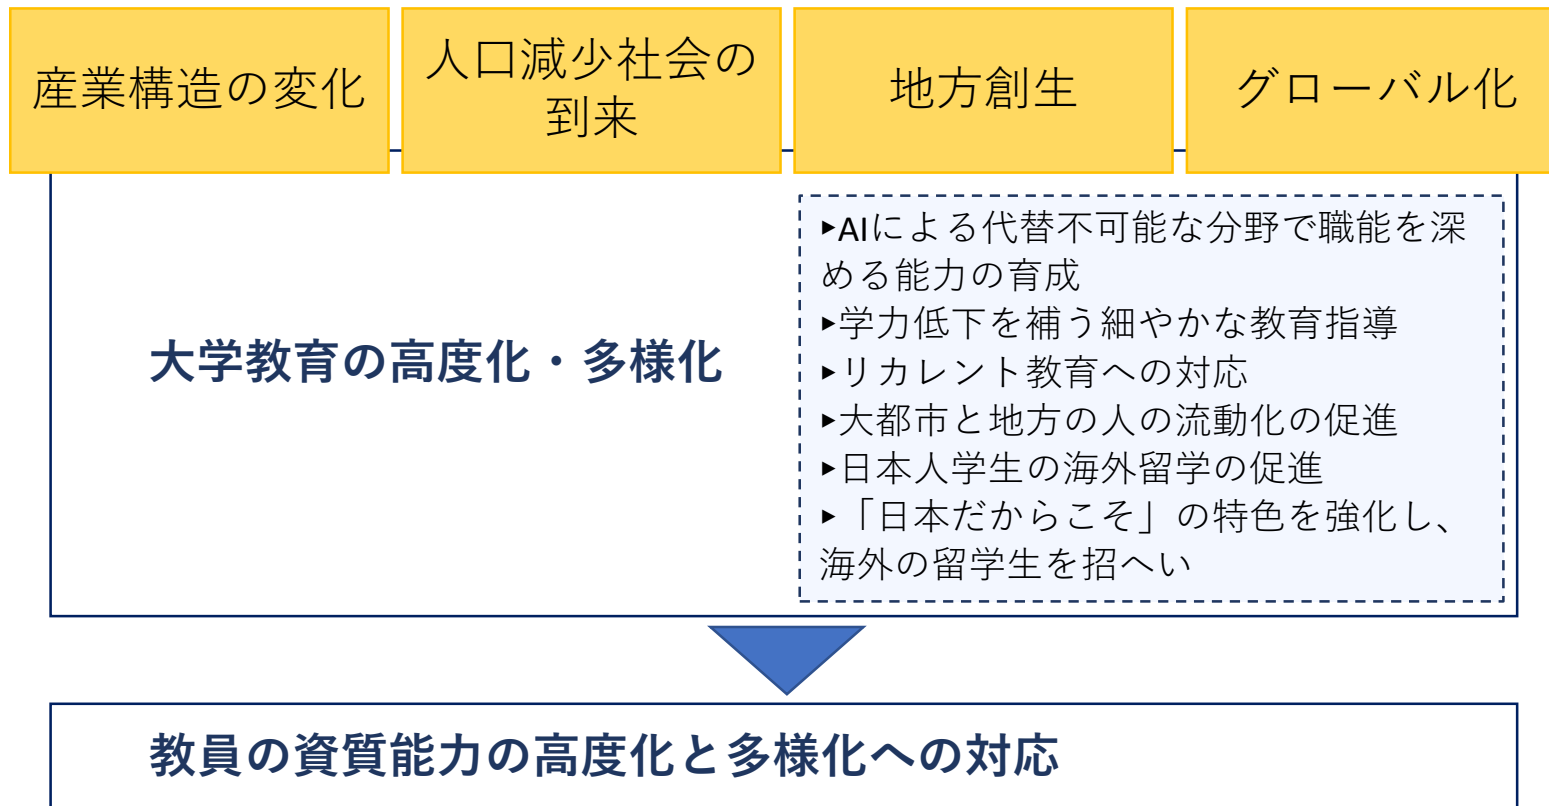 産業構造の変化
人口減少社会の
到来
地方創生
グローバル化
大学教育の高度化・多様化
▸AIによる代替不可能な分野で職能を深
める能力の育成
▸学力低下を補う細やかな教育指導
▸リカレント教育への対応
▸大都市と地方の人の流動化の促進
▸日本人学生の海外留学の促進
▸「日本だからこそ」の特色を強化し、
海外の留学生を招へい
教員の資質能力の高度化と多様化への対応